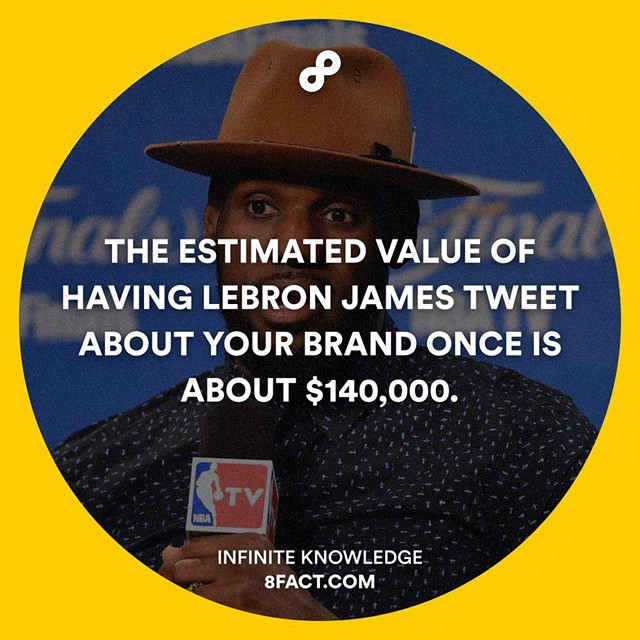 THE ESTIMATED VALUE OF
HAVING LEBRON JAMES TWEET
ABOUT YOUR BRAND ONCE IS
ABOUT $140,000.
NBA TV
INFINITE KNOWLEDGE
8FACT.COM